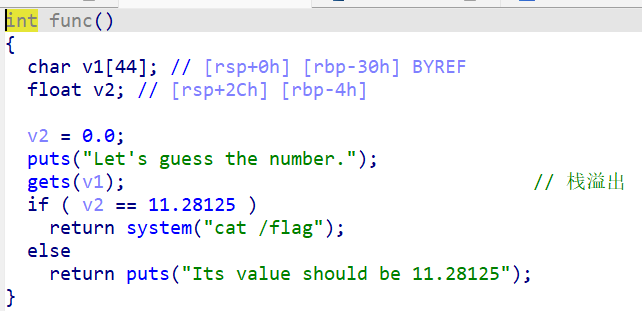 int func()
{
  char v1[44]; // [rsp+0h] [rbp-30h] BYREF
  float v2; // [rsp+2Ch] [rbp-4h]
  v2 = 0.0;
  puts("Let's guess the number.");
  gets(v1); // 栈溢出
  if ( v2 == 11.28125 )
    return system("cat /flag");
  else
    return puts("Its value should be 11.28125");
}